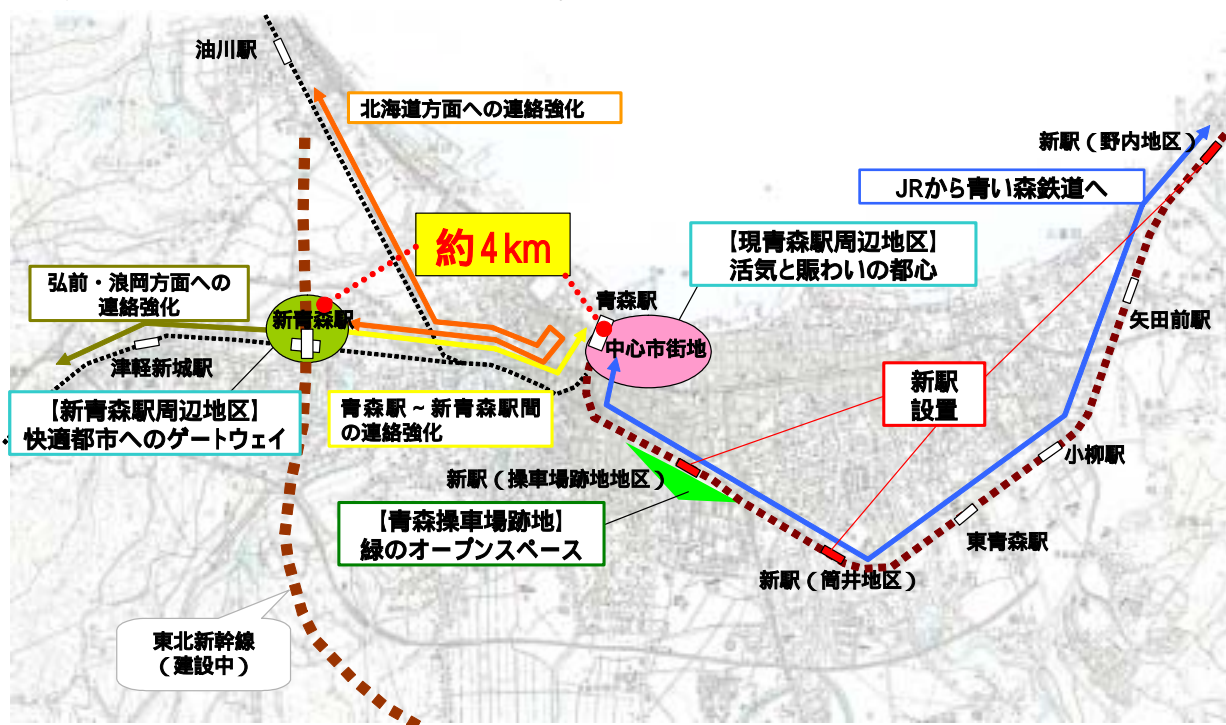 油川駅
北海道方面への連絡強化
新駅（野内地区）
JRから青い森鉄道へ
約4km
【現青森駅周辺地区】
活気と賑わいの都心
弘前・浪岡方面への
連絡強化
青森駅
新青森駅
矢田前駅
中心市街地
津軽新城駅
新駅
設置
【新青森駅周辺地区】
快適都市へのゲートウェイ
青森駅～新青森駅間
の連絡強化
小柳駅
新駅（操車場跡地地区）
【青森操車場跡地】
緑のオープンスペース
東青森駅
新駅（筒井地区）
東北新幹線
（建設中）